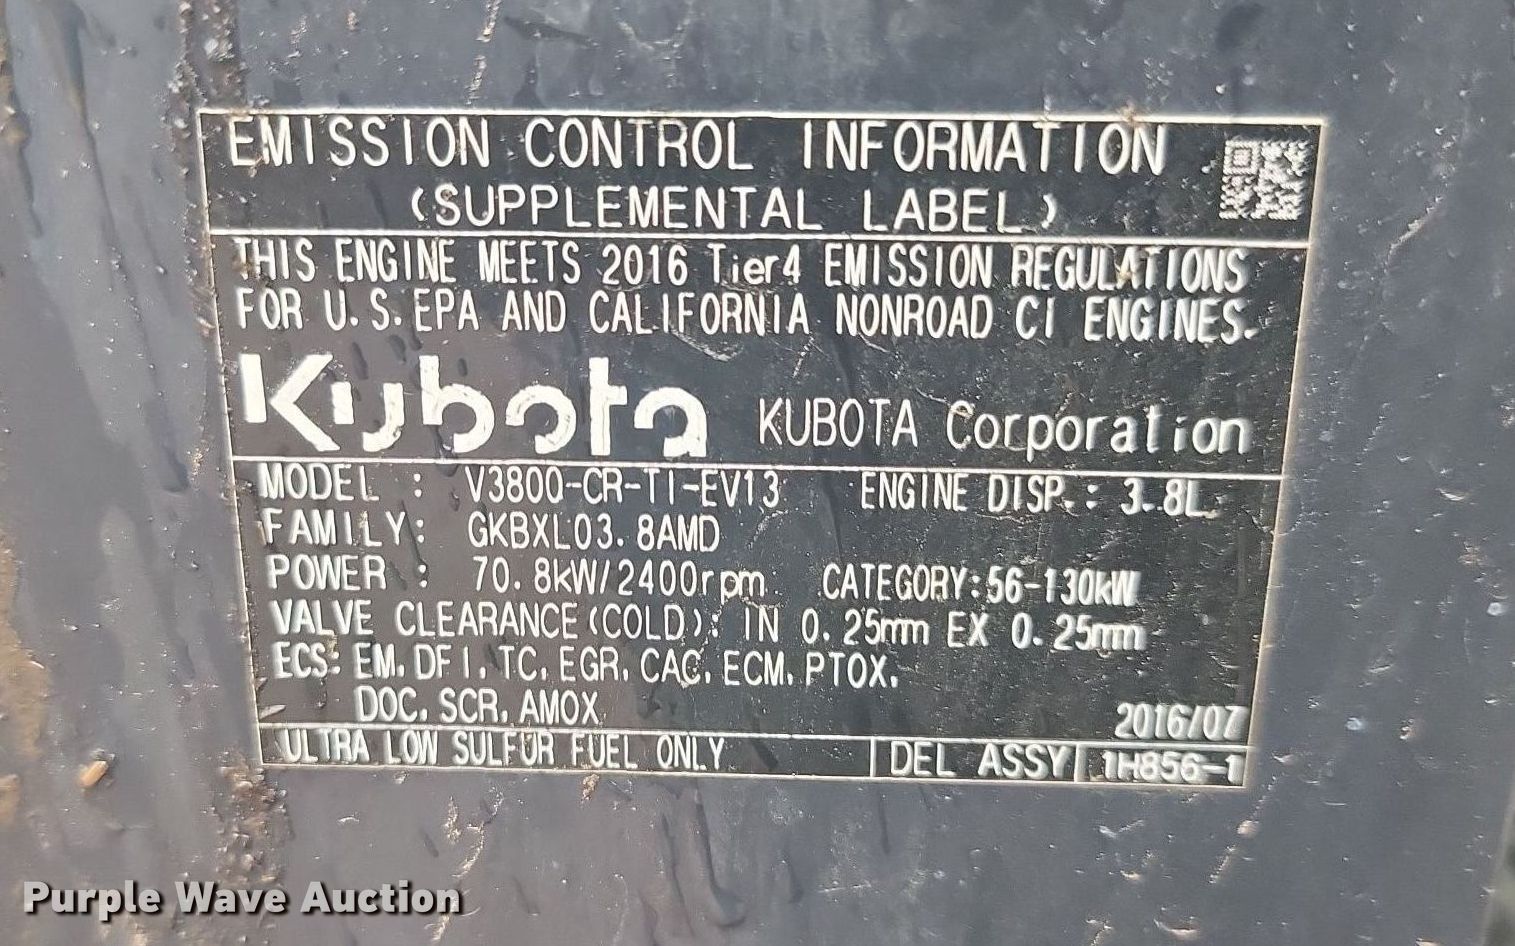 EMISSION CONTROL INFORMATION
(SUPPLEMENTAL LABEL)
THIS ENGINE MEETS 2016 Tier4 EMISSION REGULATIONS
FOR U.S.EPA AND CALIFORNIA NONROAD CI ENGINES.
Kubota KUBOTA Corporation
MODEL : V3800-CR-TI-EV13 ENGINE DISP.: 3.8L
FAMILY: GKBXL03.8AMD
POWER : 70.8kW/2400rpm CATEGORY:56-130kW
VALVE CLEARANCE(COLD): IN 0.25mm EX 0.25mm
ECS: EM, DFI, TC, EGR, CAC, ECM, PTOX,
DOC, SCR, AMOX
2016/07
ULTRA LOW SULFUR FUEL ONLY DEL ASSY 1H856-1
Purple Wave Auction